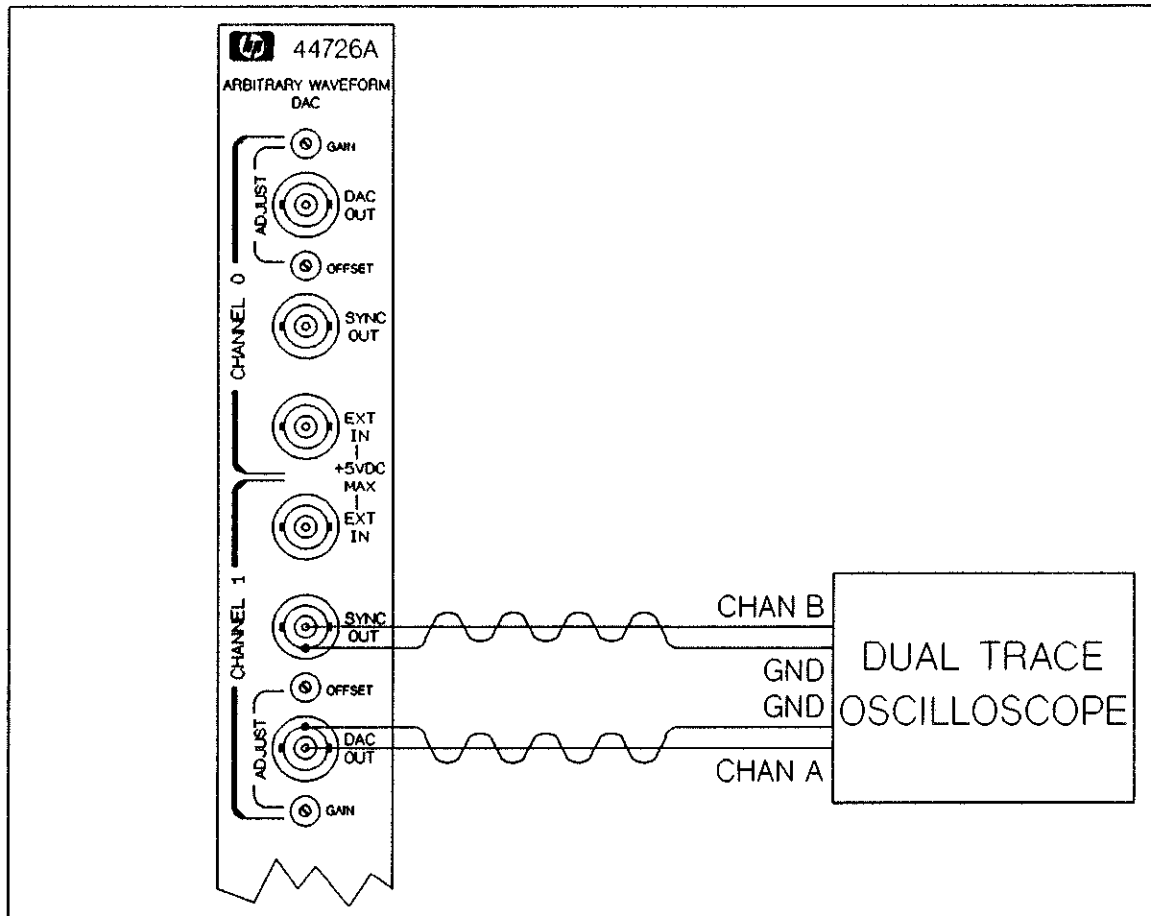 hp 44726A
ARBITRARY WAVEFORM
DAC
GAIN
ADJUST
DAC
OUT
OFFSET
CHANNEL 0
SYNC
OUT
EXT
IN
+5VDC
MAX
EXT
IN
CHANNEL 1
SYNC
OUT
OFFSET
ADJUST
DAC
OUT
GAIN
CHAN B
GND
GND
CHAN A
DUAL TRACE
OSCILLOSCOPE